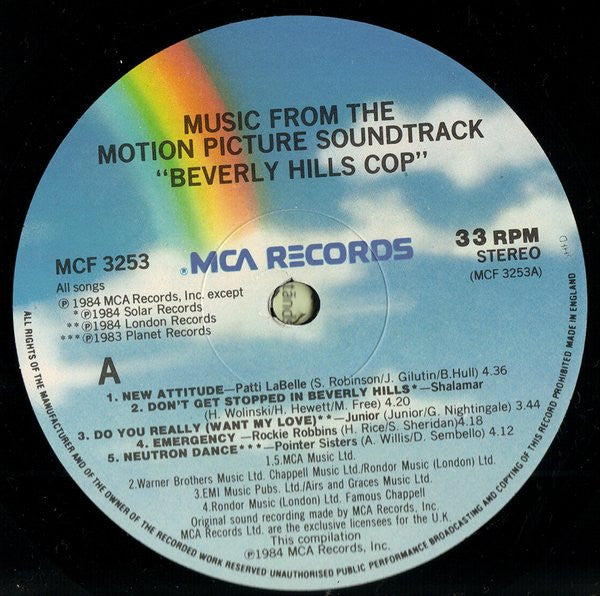 MUSIC FROM THE
MOTION PICTURE SOUNDTRACK
"BEVERLY HILLS COP"
MCF 3253
All songs
℗1984 MCA Records, Inc. except
*℗1984 Solar Records
**℗1984 London Records
***℗1983 Planet Records
®MCA RECORDS
33 RPM
STEREO
(MCF 3253A)
A
1. NEW ATTITUDE—Patti LaBelle (S. Robinson/J. Gilutin/B.Hull) 4.36
2. DON'T GET STOPPED IN BEVERLY HILLS*—Shalamar
(H. Wolinski/H. Hewett/M. Free) 4.20
3. DO YOU REALLY (WANT MY LOVE)**—Junior (Junior/G. Nightingale) 3.44
4. EMERGENCY—Rockie Robbins (H. Rice/S. Sheridan)4.18
5. NEUTRON DANCE***—Pointer Sisters (A. Willis/D. Sembello) 4.12
1.5.MCA Music Ltd.
2.Warner Brothers Music Ltd. Chappell Music Ltd./Rondor Music (London) Ltd.
3.EMI Music Pubs. Ltd./Airs and Graces Music Ltd.
4.Rondor Music (London) Ltd. Famous Chappell
Original sound recording made by MCA Records, Inc.
MCA Records Ltd. are the exclusive licensees for the U.K.
This compilation
℗1984 MCA Records, Inc.
ALL RIGHTS OF THE MANUFACTURER AND OF THE OWNER OF THE RECORDED WORK RESERVED UNAUTHORISED PUBLIC PERFORMANCE BROADCASTING AND COPYING OF THIS RECORD PROHIBITED MADE IN ENGLAND